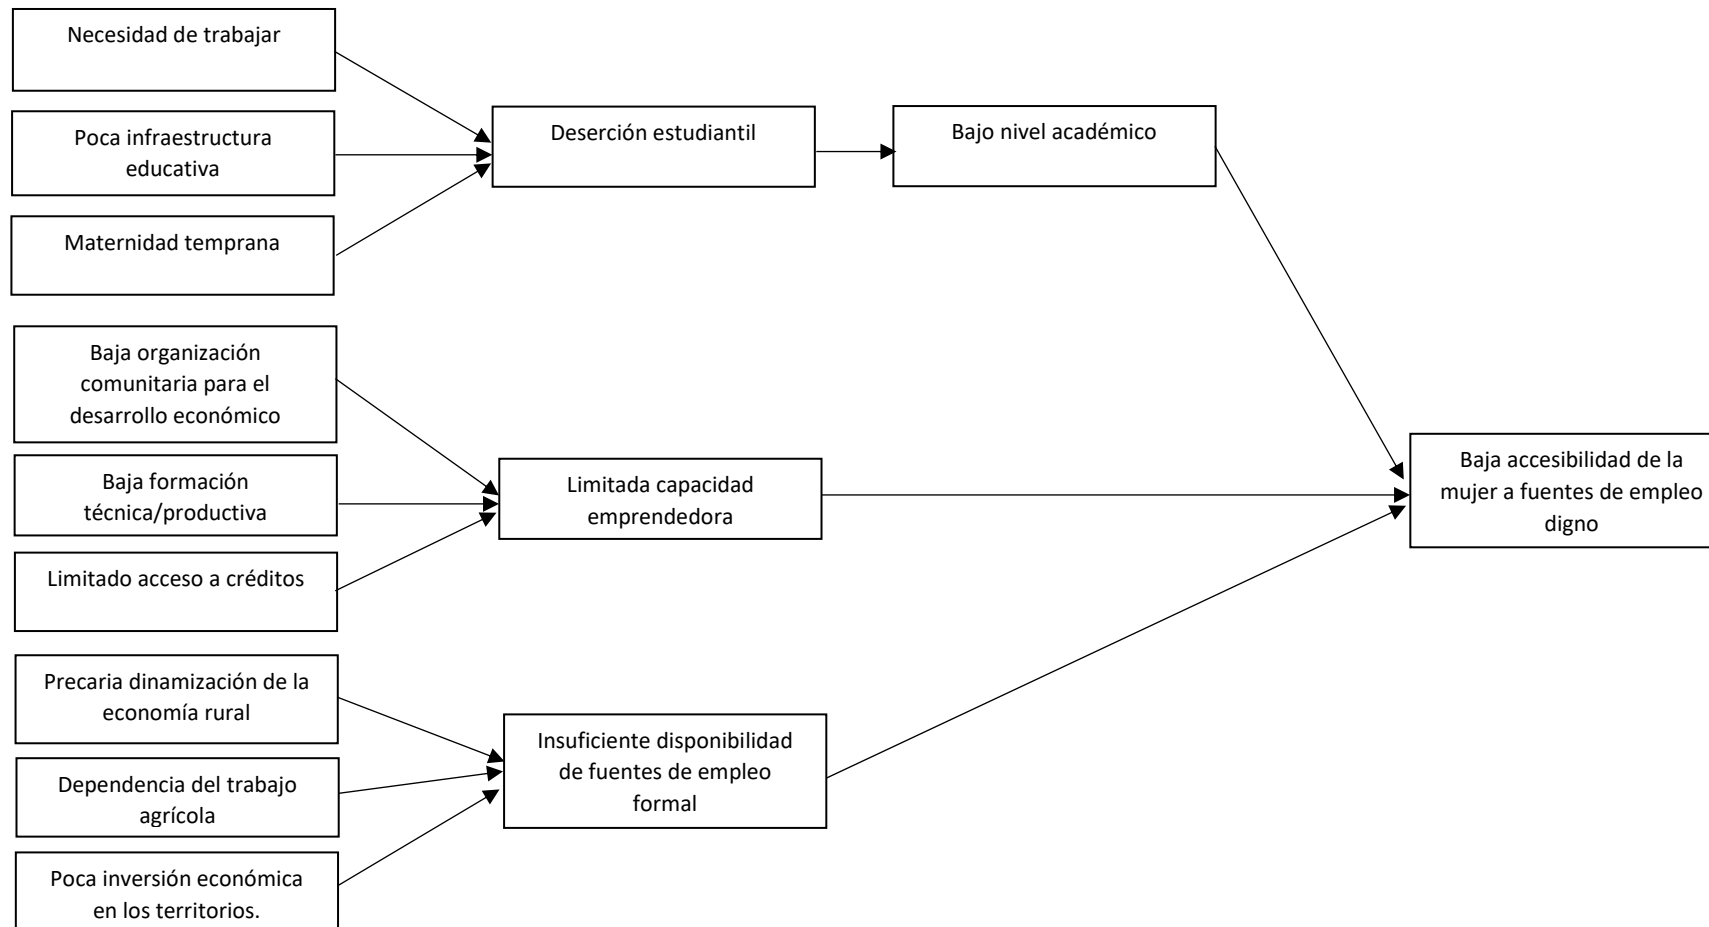 Necesidad de trabajar
Poca infraestructura
educativa
Maternidad temprana
Deserción estudiantil
Bajo nivel académico
Baja organización
comunitaria para el
desarrollo económico
Baja formación
técnica/productiva
Limitado acceso a créditos
Limitada capacidad
emprendedora
Precaria dinamización de la
economía rural
Dependencia del trabajo
agrícola
Poca inversión económica
en los territorios.
Insuficiente disponibilidad
de fuentes de empleo
formal
Baja accesibilidad de la
mujer a fuentes de empleo
digno